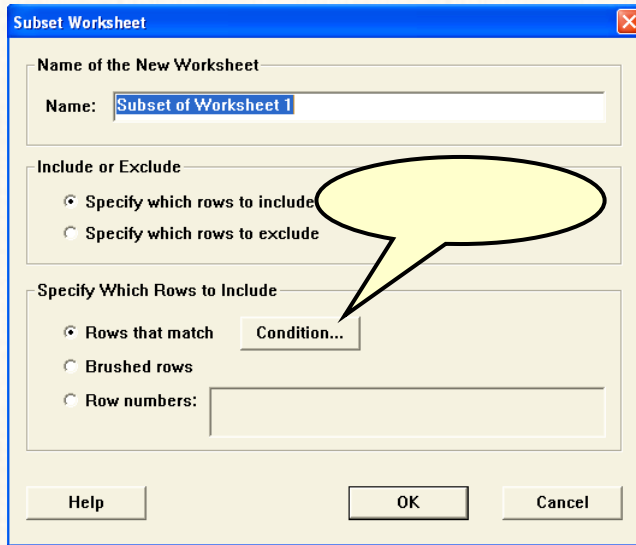 Subset Worksheet
Name of the New Worksheet
Name: Subset of Worksheet 1
Include or Exclude
Specify which rows to include
Specify which rows to exclude
Specify Which Rows to Include
Rows that match Condition...
Brushed rows
Row numbers:
Help OK Cancel